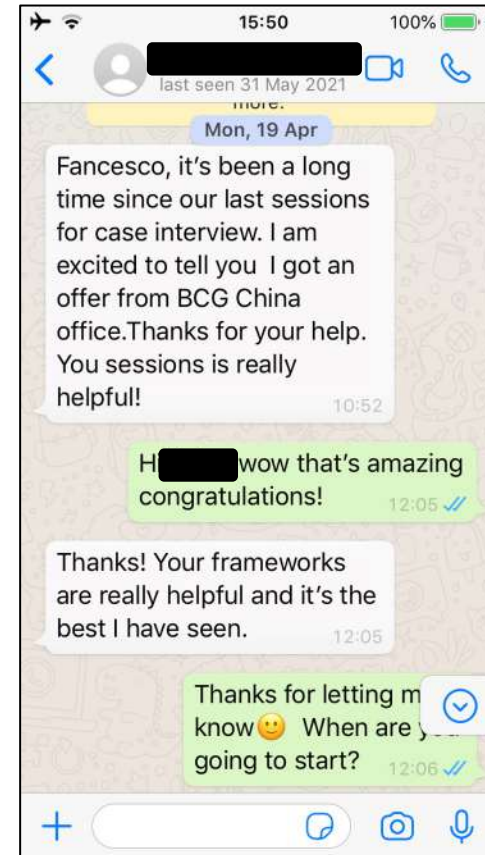 15:50
100%
last seen 31 May 2021
more.
Mon, 19 Apr
Fancesco, it's been a long
time since our last sessions
for case interview. I am
excited to tell you I got an
offer from BCG China
office.Thanks for your help.
You sessions is really
helpful!
10:52
H wow that's amazing
congratulations!
12:05
Thanks! Your frameworks
are really helpful and it's the
best I have seen.
12:05
Thanks for letting m
know🙂 When are
going to start?
12:06